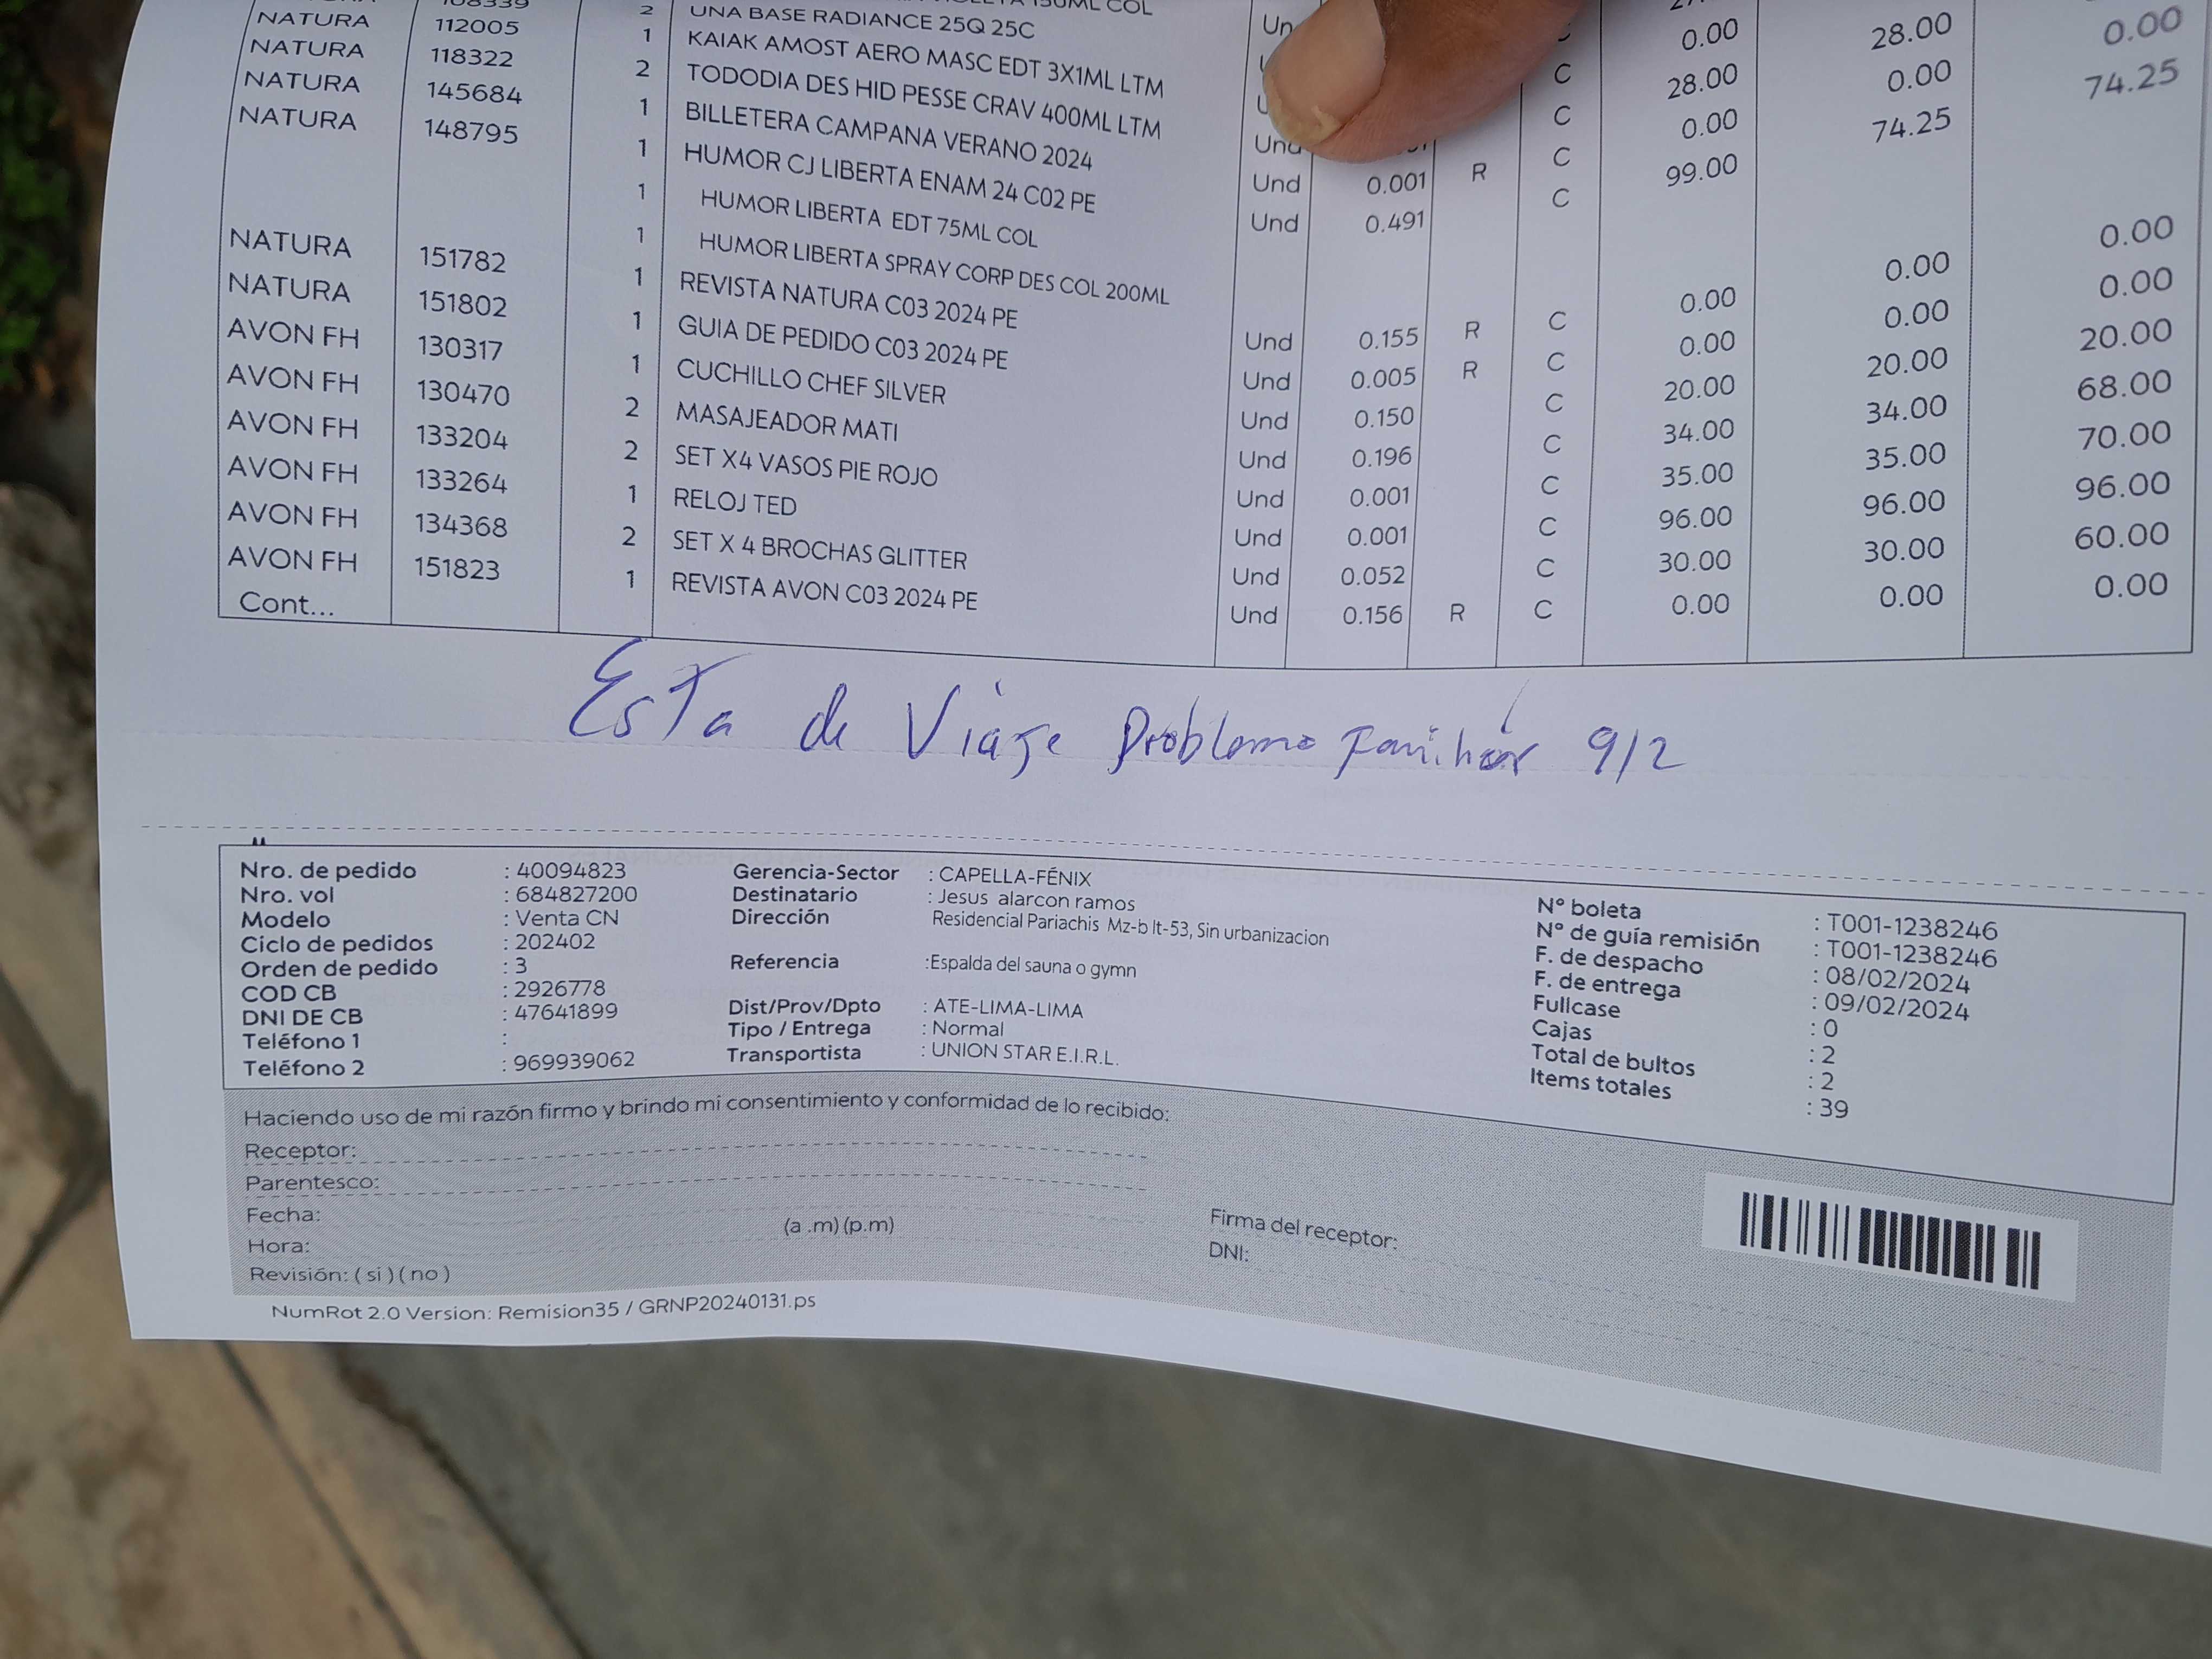 108339 2 COL
NATURA 112005 1 UNA BASE RADIANCE 25Q 25C 0.00 28.00 0.00
NATURA 118322 2 KAIAK AMOST AERO MASC EDT 3X1ML LTM C 28.00 0.00 74.25
NATURA 145684 1 TODODIA DES HID PESSE CRAV 400ML LTM C 0.00 74.25
NATURA 148795 1 BILLETERA CAMPANA VERANO 2024 Und 0.001 R C 99.00
1 HUMOR CJ LIBERTA ENAM 24 C02 PE Und 0.491 C
1 HUMOR LIBERTA EDT 75ML COL
1 HUMOR LIBERTA SPRAY CORP DES COL 200ML
NATURA 151782 1 REVISTA NATURA C03 2024 PE Und 0.155 R C 0.00 0.00 0.00
NATURA 151802 1 GUIA DE PEDIDO C03 2024 PE Und 0.005 R C 0.00 0.00 0.00
AVON FH 130317 1 CUCHILLO CHEF SILVER Und 0.150 C 20.00 20.00 20.00
AVON FH 130470 2 MASAJEADOR MATI Und 0.196 C 34.00 34.00 68.00
AVON FH 133204 2 SET X4 VASOS PIE ROJO Und 0.001 C 35.00 35.00 70.00
AVON FH 133264 1 RELOJ TED Und 0.001 C 96.00 96.00 96.00
AVON FH 134368 2 SET X 4 BROCHAS GLITTER Und 0.052 C 30.00 30.00 60.00
AVON FH 151823 1 REVISTA AVON C03 2024 PE Und 0.156 R C 0.00 0.00 0.00
Cont...
Esta de Viaje Problema Familiar 9/2
Nro. de pedido : 40094823 Gerencia-Sector : CAPELLA-FÉNIX N° boleta : T001-1238246
Nro. vol : 684827200 Destinatario : Jesus alarcon ramos N° de guía remisión : T001-1238246
Modelo : Venta CN Dirección Residencial Pariachis Mz-b lt-53, Sin urbanizacion F. de despacho : 08/02/2024
Ciclo de pedidos : 202402 F. de entrega : 09/02/2024
Orden de pedido : 3 Referencia :Espalda del sauna o gymn Fullcase : 0
COD CB : 2926778 Cajas : 2
DNI DE CB : 47641899 Dist/Prov/Dpto : ATE-LIMA-LIMA Total de bultos : 2
Teléfono 1 : Tipo / Entrega : Normal Items totales : 39
Teléfono 2 : 969939062 Transportista : UNION STAR E.I.R.L.
Haciendo uso de mi razón firmo y brindo mi consentimiento y conformidad de lo recibido:
Receptor:
Parentesco:
Fecha: (a .m) (p.m) Firma del receptor:
Hora: DNI:
Revisión: ( si ) ( no )
NumRot 2.0 Version: Remision35 / GRNP20240131.ps